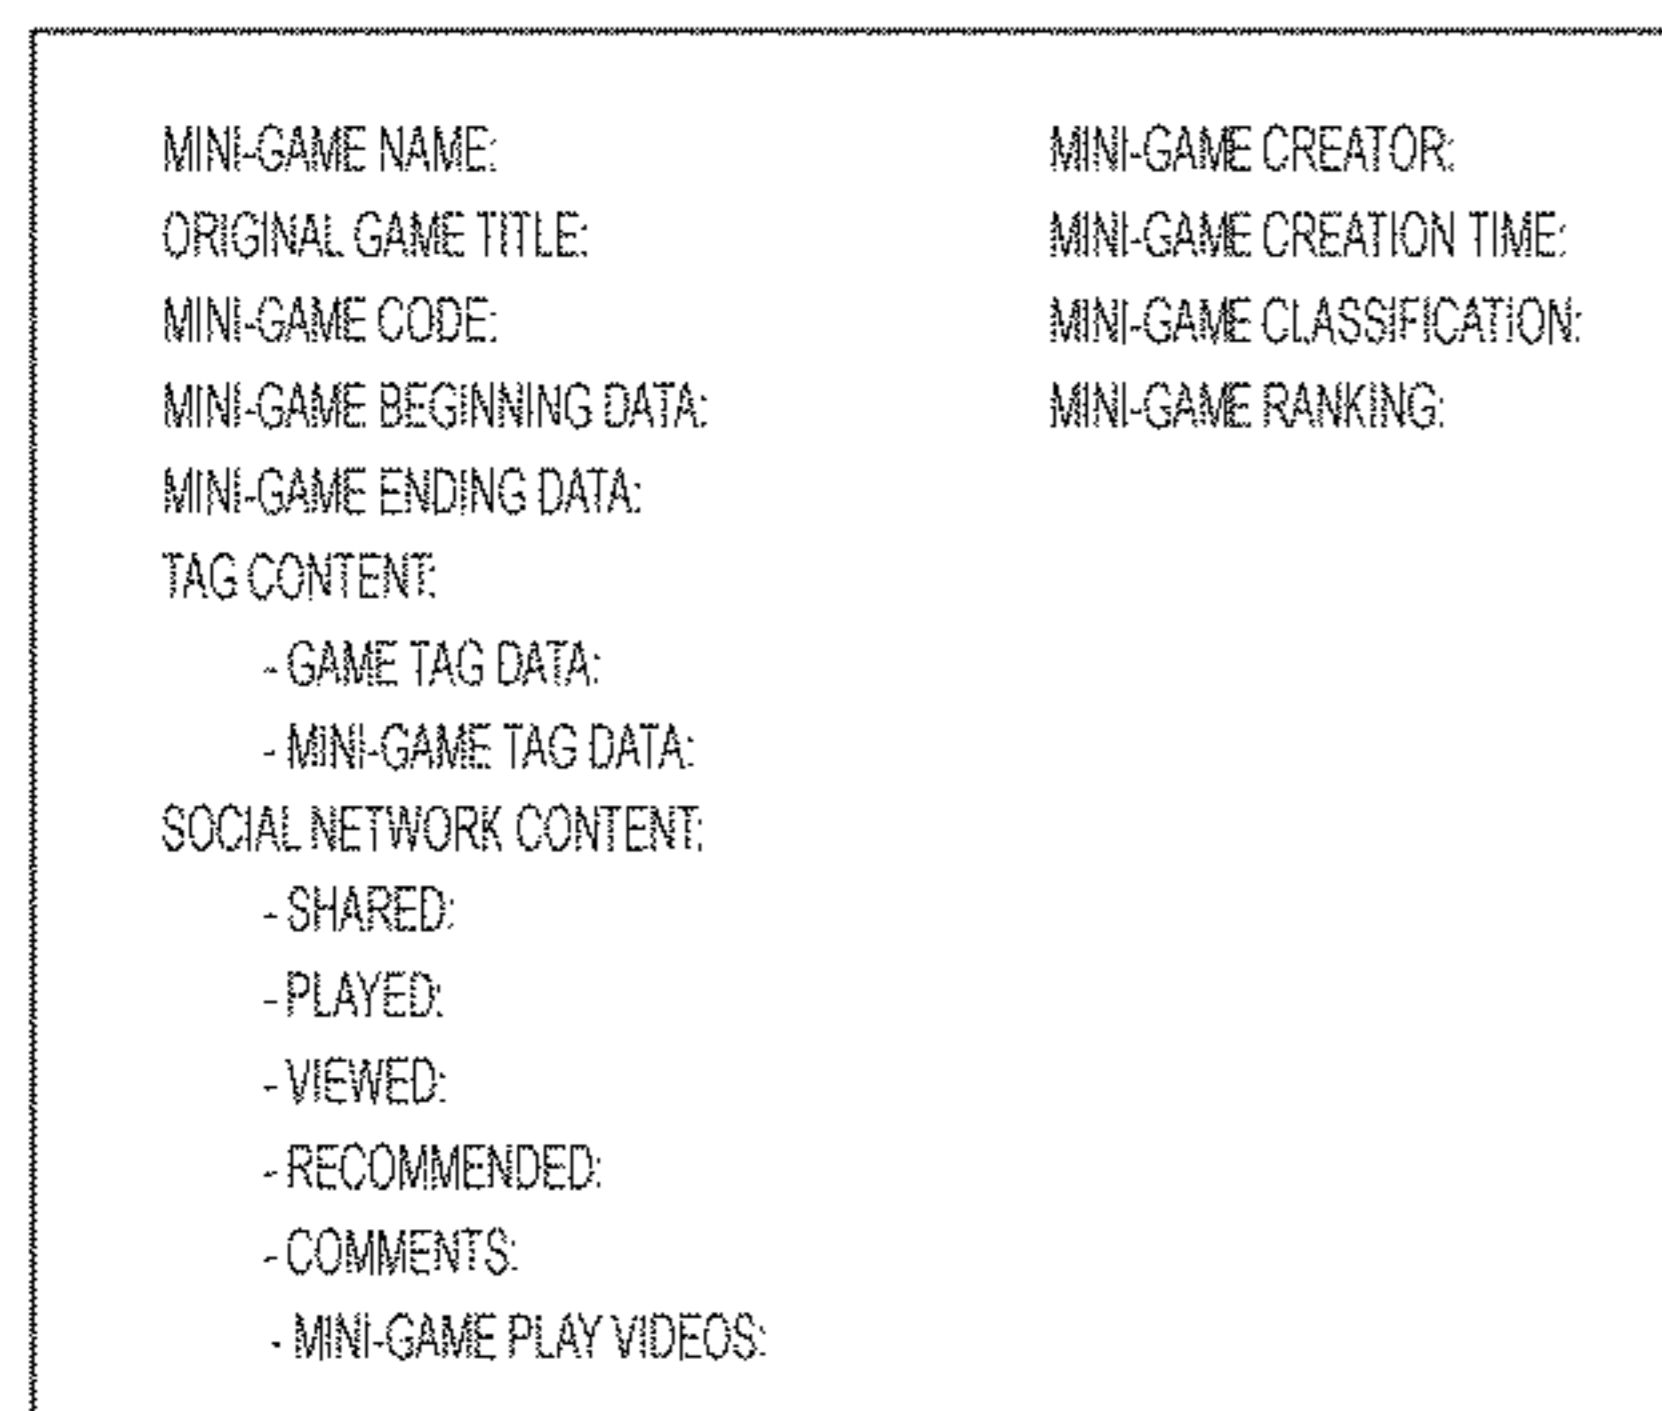 MINI-GAME NAME:
ORIGINAL GAME TITLE:
MINI-GAME CODE:
MINI-GAME BEGINNING DATA:
MINI-GAME ENDING DATA:
TAG CONTENT:
- GAME TAG DATA:
- MINI-GAME TAG DATA:
SOCIAL NETWORK CONTENT:
- SHARED:
- PLAYED:
- VIEWED:
- RECOMMENDED:
- COMMENTS:
- MINI-GAME PLAY VIDEOS:
MINI-GAME CREATOR:
MINI-GAME CREATION TIME:
MINI-GAME CLASSIFICATION:
MINI-GAME RANKING: